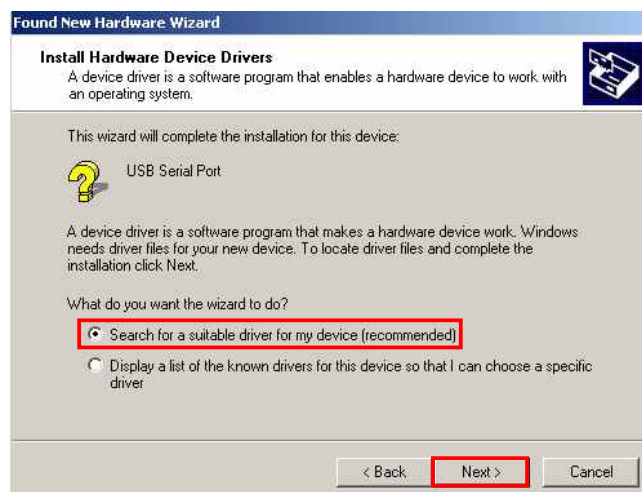 Found New Hardware Wizard
Install Hardware Device Drivers
A device driver is a software program that enables a hardware device to work with
an operating system.
This wizard will complete the installation for this device:
USB Serial Port
A device driver is a software program that makes a hardware device work. Windows
needs driver files for your new device. To locate driver files and complete the
installation click Next.
What do you want the wizard to do?
Search for a suitable driver for my device (recommended)
Display a list of the known drivers for this device so that I can choose a specific
driver
< Back Next > Cancel